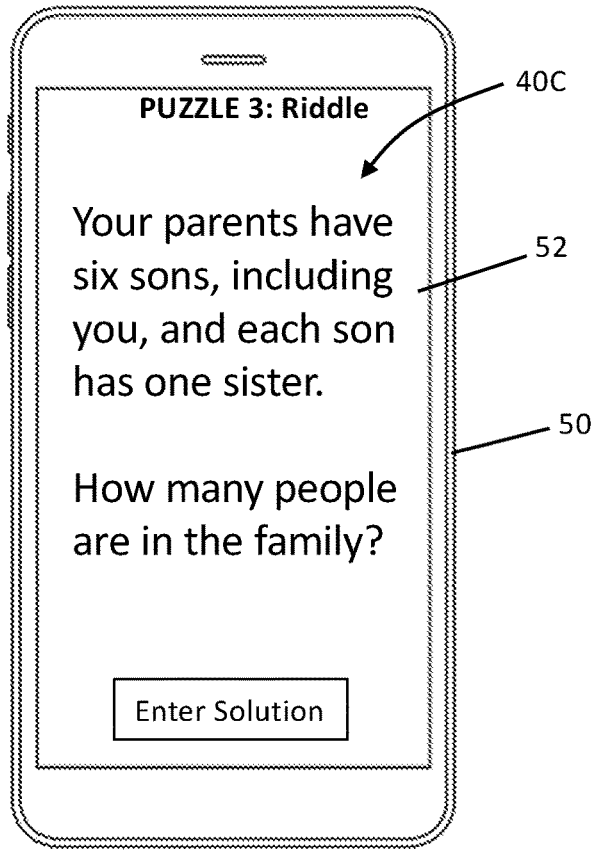 PUZZLE 3: Riddle
40C
Your parents have
six sons, including
you, and each son
has one sister.
52
50
How many people
are in the family?
Enter Solution